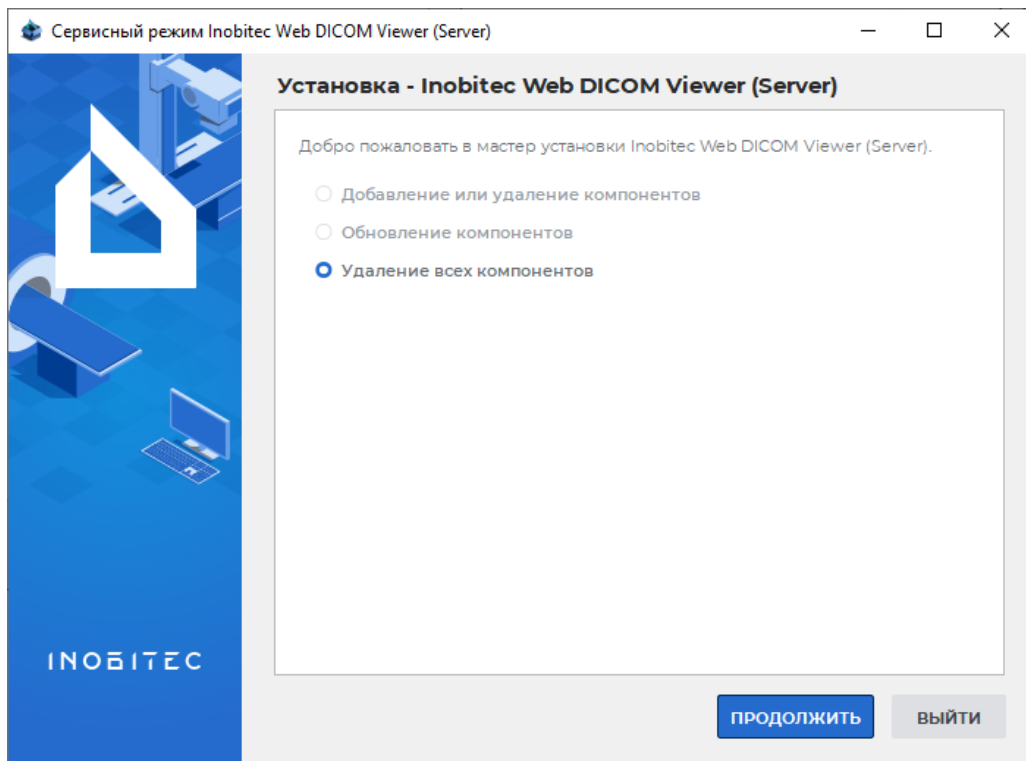 Сервисный режим Inobitec Web DICOM Viewer (Server)
Установка - Inobitec Web DICOM Viewer (Server)
Добро пожаловать в мастер установки Inobitec Web DICOM Viewer (Server).
Добавление или удаление компонентов
Обновление компонентов
Удаление всех компонентов
INOBITEC
ПРОДОЛЖИТЬ
ВЫЙТИ